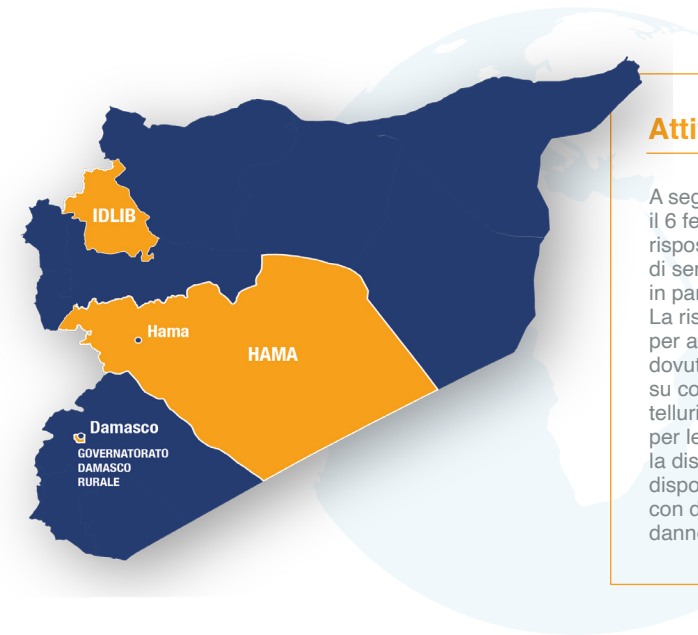 IDLIB
Hama
HAMA
Damasco
GOVERNATORATO
DAMASCO
RURALE
Atti
A seg
il 6 fe
rispos
di ser
in par
La ris
per a
dovut
su co
telluri
per le
la dis
dispo
con d
danne